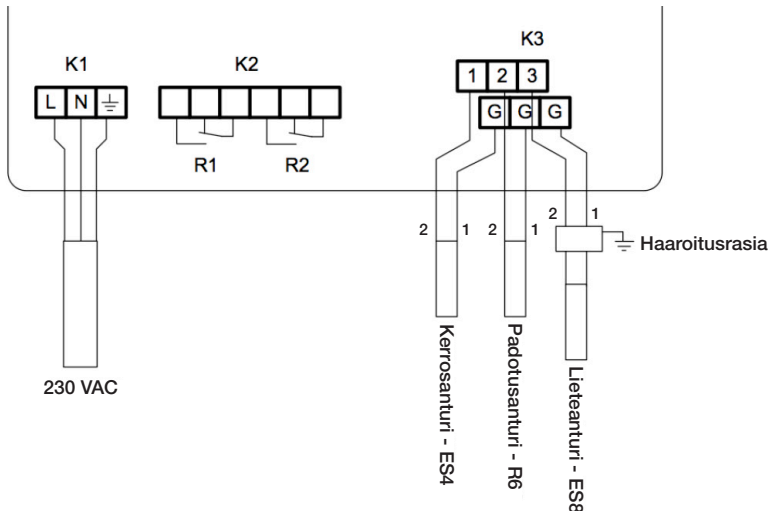 K1
K2
K3
L N
1 2 3
G G G
R1
R2
2 1
2 1
2 1
Haaroitusrasia
230 VAC
Kerrosanturi - ES4
Padotusanturi - R6
Lieteanturi - ES8